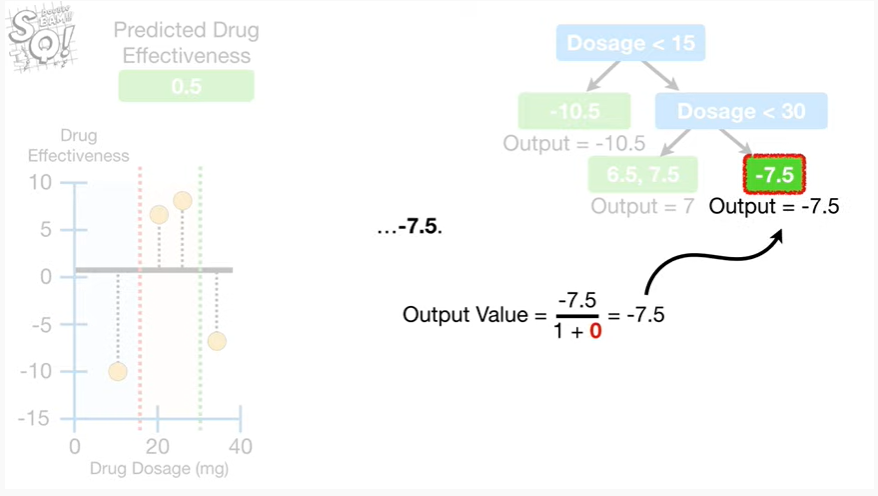 Predicted Drug
Effectiveness
0.5
Dosage < 15
-10.5
Dosage < 30
Output = -10.5
6.5, 7.5
-7.5
Output = 7
Output = -7.5
Drug
Effectiveness
10
5
0
-5
-10
-15
0
20
40
Drug Dosage (mg)
...-7.5.
Output Value = -7.5 / 1 + 0 = -7.5